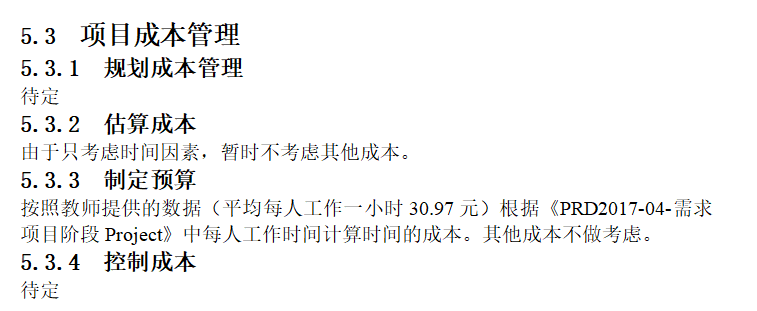 5.3 项目成本管理
5.3.1 规划成本管理
待定
5.3.2 估算成本
由于只考虑时间因素，暂时不考虑其他成本。
5.3.3 制定预算
按照教师提供的数据（平均每人工作一小时 30.97 元）根据《PRD2017-04-需求
项目阶段 Project》中每人工作时间计算时间的成本。其他成本不做考虑。
5.3.4 控制成本
待定